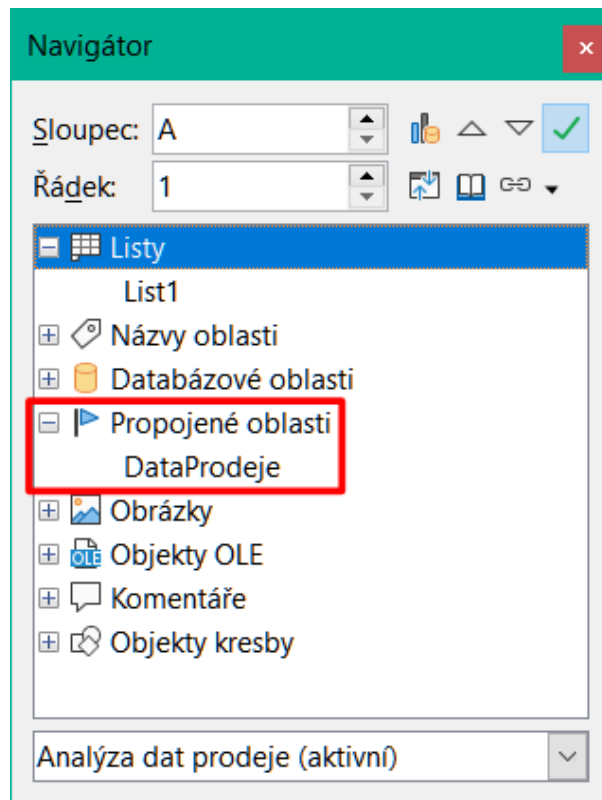 Navigátor
Sloupec: A
Řádek: 1
Listy
List1
Názvy oblasti
Databázové oblasti
Propojené oblasti
DataProdeje
Obrázky
OLE Objekty OLE
Komentáře
Objekty kresby
Analýza dat prodeje (aktivní)